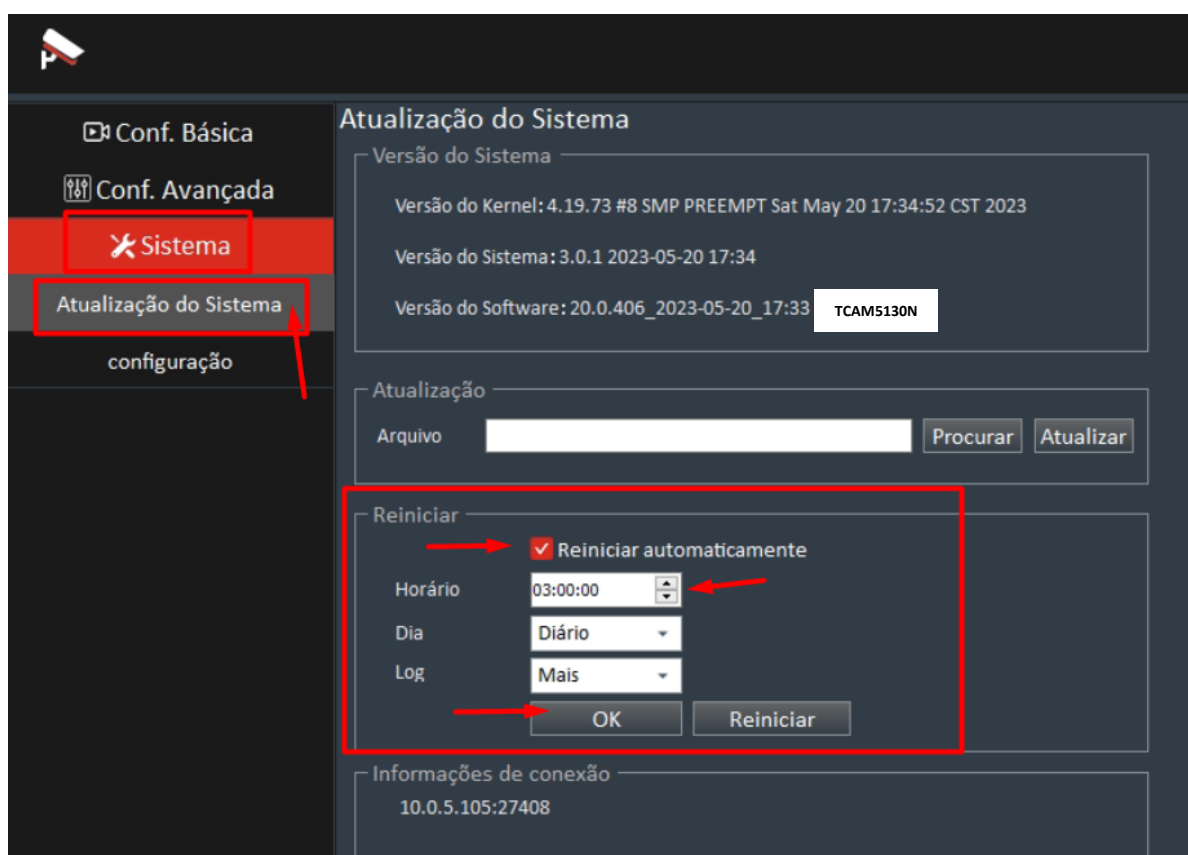 Conf. Básica
Conf. Avançada
Sistema
Atualização do Sistema
configuração
Atualização do Sistema
Versão do Sistema
Versão do Kernel: 4.19.73 #8 SMP PREEMPT Sat May 20 17:34:52 CST 2023
Versão do Sistema: 3.0.1 2023-05-20 17:34
Versão do Software: 20.0.406_2023-05-20_17:33 TCAM5130N
Atualização
Arquivo Procurar Atualizar
Reiniciar
Reiniciar automaticamente
Horário 03:00:00
Dia Diário
Log Mais
OK Reiniciar
Informações de conexão
10.0.5.105:27408